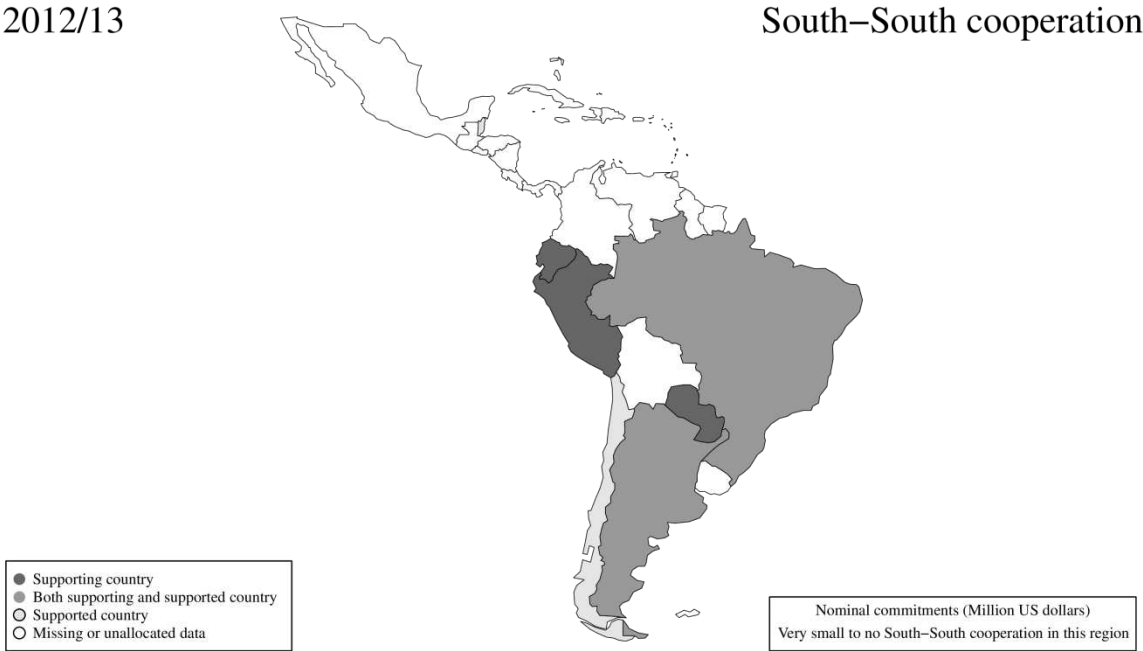 2012/13
South−South cooperation
Supporting country
Both supporting and supported country
Supported country
Missing or unallocated data
Nominal commitments (Million US dollars)
Very small to no South−South cooperation in this region